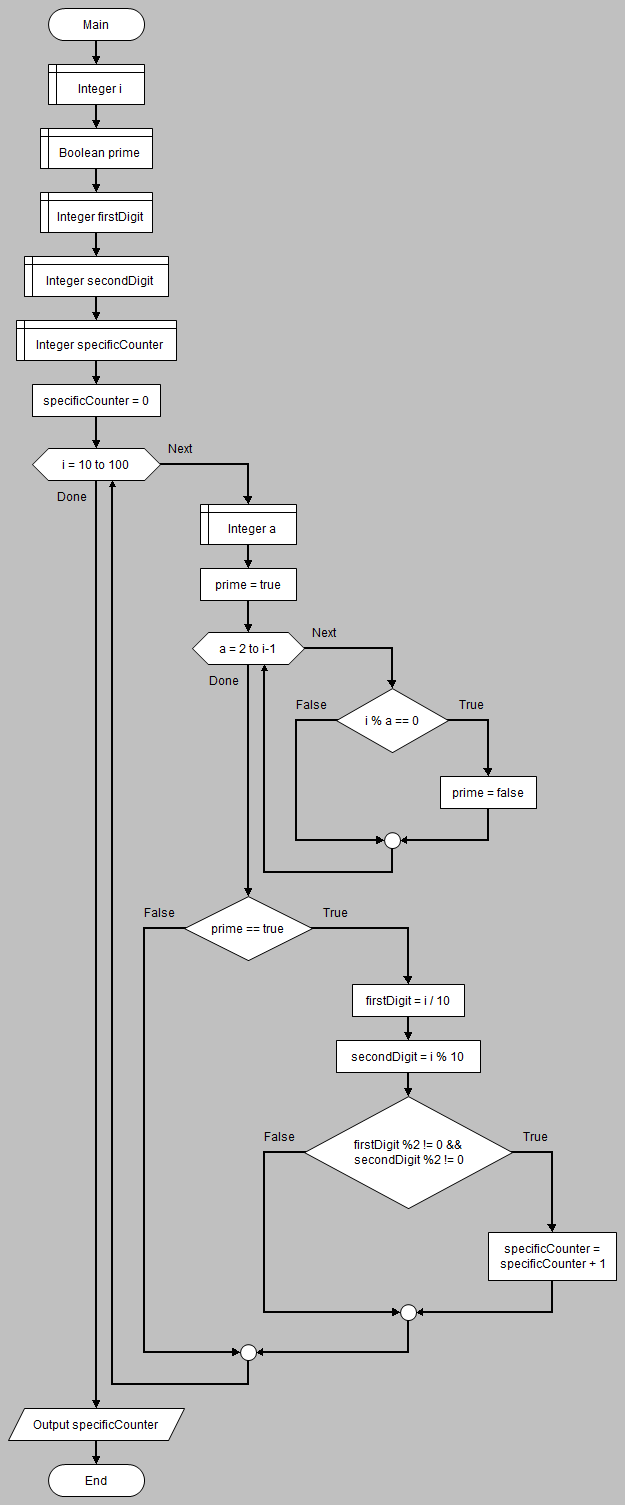 Main
Integer i
Boolean prime
Integer firstDigit
Integer secondDigit
Integer specificCounter
specificCounter = 0
i = 10 to 100
Next
Done
Integer a
prime = true
a = 2 to i-1
Next
Done
i % a == 0
False
True
prime = false
prime == true
False
True
firstDigit = i / 10
secondDigit = i % 10
firstDigit %2 != 0 &&
secondDigit %2 != 0
False
True
specificCounter =
specificCounter + 1
Output specificCounter
End